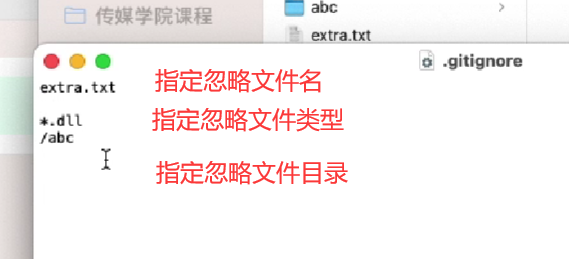 传媒学院课程
abc
extra.txt
.gitignore
extra.txt
指定忽略文件名
*.dll
指定忽略文件类型
/abc
指定忽略文件目录